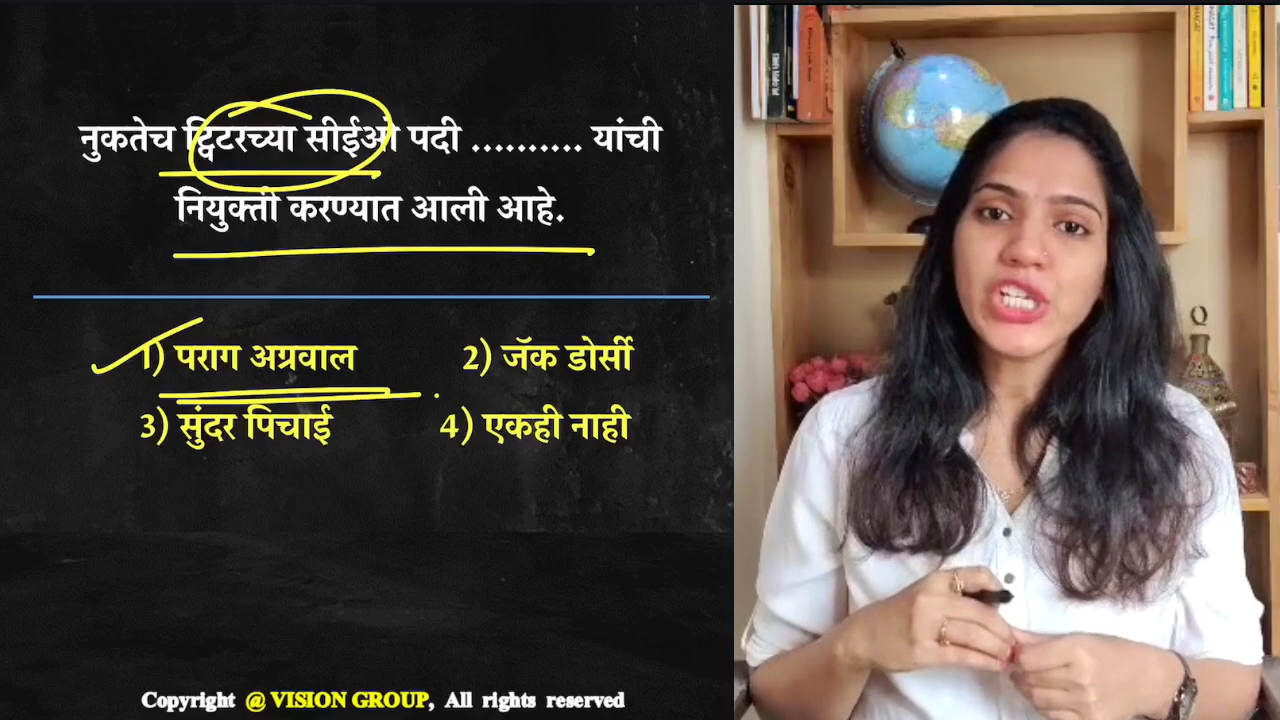 नुकतेच ट्विटरच्या सीईओ पदी .......... यांची
नियुक्ती करण्यात आली आहे.
1) पराग अग्रवाल 2) जॅक डोर्सी
3) सुंदर पिचाई 4) एकही नाही
Copyright @ VISION GROUP, All rights reserved